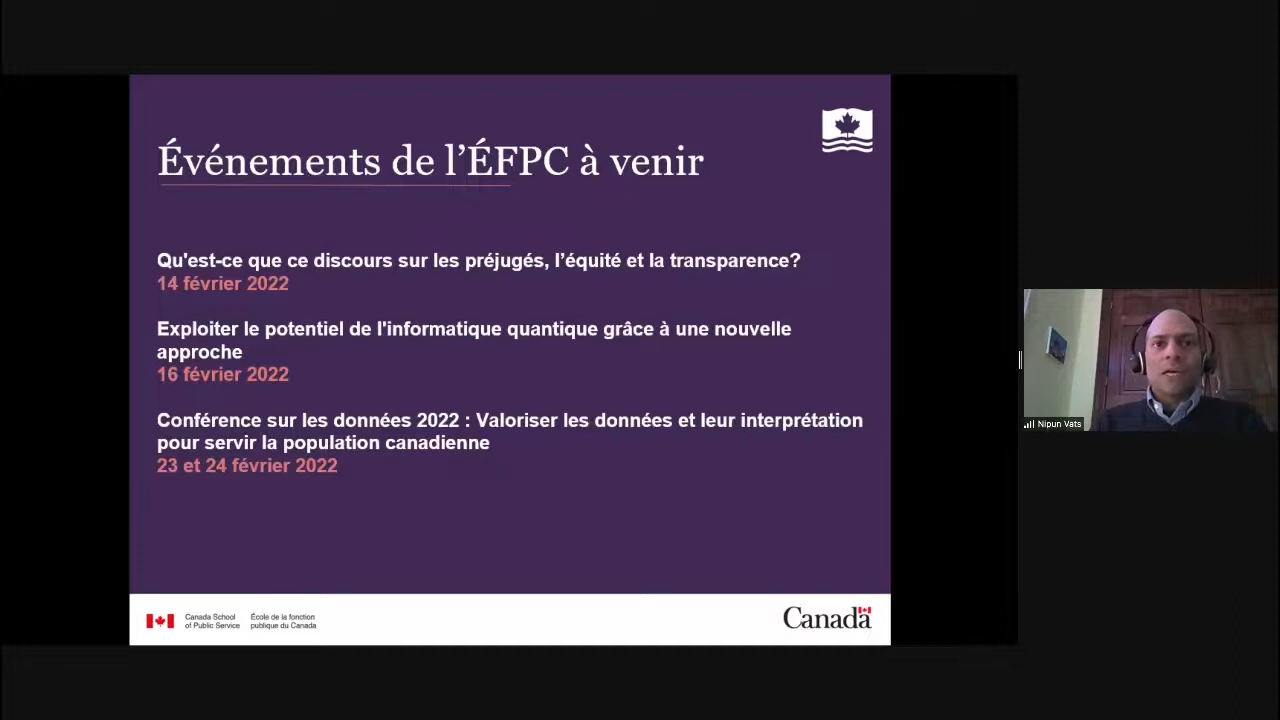 Événements de l’ÉFPC à venir
Qu'est-ce que ce discours sur les préjugés, l’équité et la transparence?
14 février 2022
Exploiter le potentiel de l'informatique quantique grâce à une nouvelle
approche
16 février 2022
Conférence sur les données 2022 : Valoriser les données et leur interprétation
pour servir la population canadienne
23 et 24 février 2022
Nipun Vats
Canada School
of Public Service
École de la fonction
publique du Canada
Canada